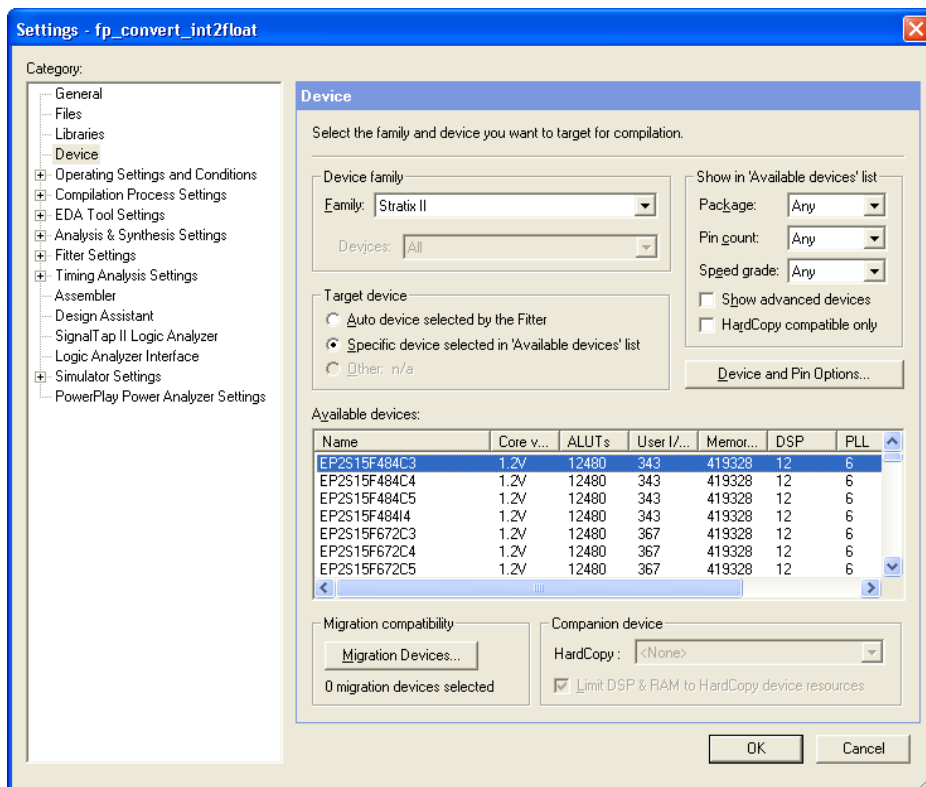 Settings - fp_convert_int2float
Category:
General
Files
Libraries
Device
Operating Settings and Conditions
Compilation Process Settings
EDA Tool Settings
Analysis & Synthesis Settings
Fitter Settings
Timing Analysis Settings
Assembler
Design Assistant
SignalTap II Logic Analyzer
Logic Analyzer Interface
Simulator Settings
PowerPlay Power Analyzer Settings
Device
Select the family and device you want to target for compilation.
Device family
Family: Stratix II
Devices: All
Show in 'Available devices' list
Package: Any
Pin count: Any
Speed grade: Any
Show advanced devices
HardCopy compatible only
Target device
Auto device selected by the Fitter
Specific device selected in 'Available devices' list
Other: n/a
Device and Pin Options...
Available devices:
Name Core v... ALUTs User I/... Memor... DSP PLL
EP2S15F484C3 1.2V 12480 343 419328 12 6
EP2S15F484C4 1.2V 12480 343 419328 12 6
EP2S15F484C5 1.2V 12480 343 419328 12 6
EP2S15F484I4 1.2V 12480 343 419328 12 6
EP2S15F672C3 1.2V 12480 367 419328 12 6
EP2S15F672C4 1.2V 12480 367 419328 12 6
EP2S15F672C5 1.2V 12480 367 419328 12 6
Migration compatibility
Migration Devices...
0 migration devices selected
Companion device
HardCopy : <None>
Limit DSP & RAM to HardCopy device resources
OK Cancel